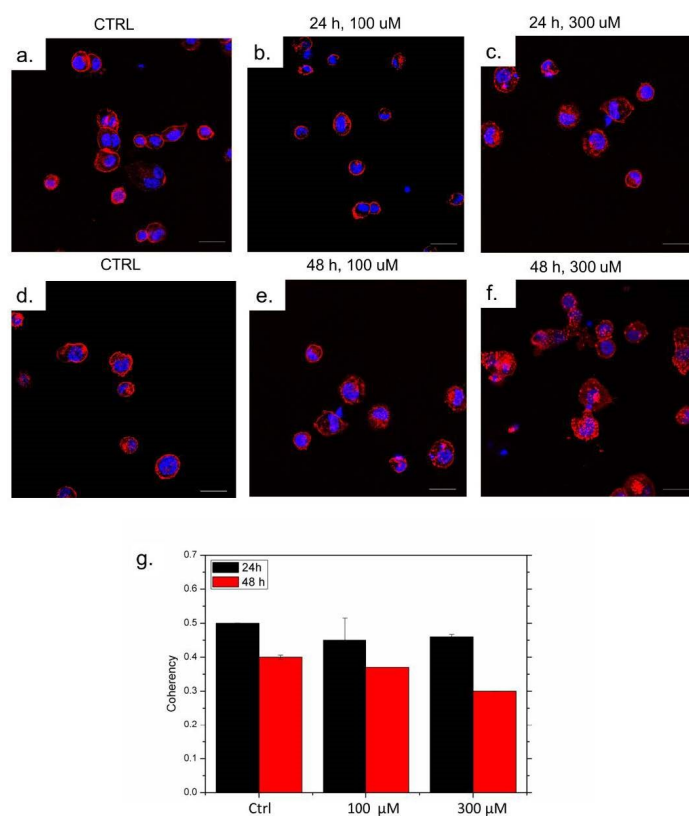 CTRL
24 h, 100 uM
24 h, 300 uM
a.
b.
c.
CTRL
48 h, 100 uM
48 h, 300 uM
d.
e.
f.
g.
0.7
24h
48 h
0.6
0.5
0.4
0.3
0.2
0.1
0.0
Coherency
Ctrl
100 µM
300 µM